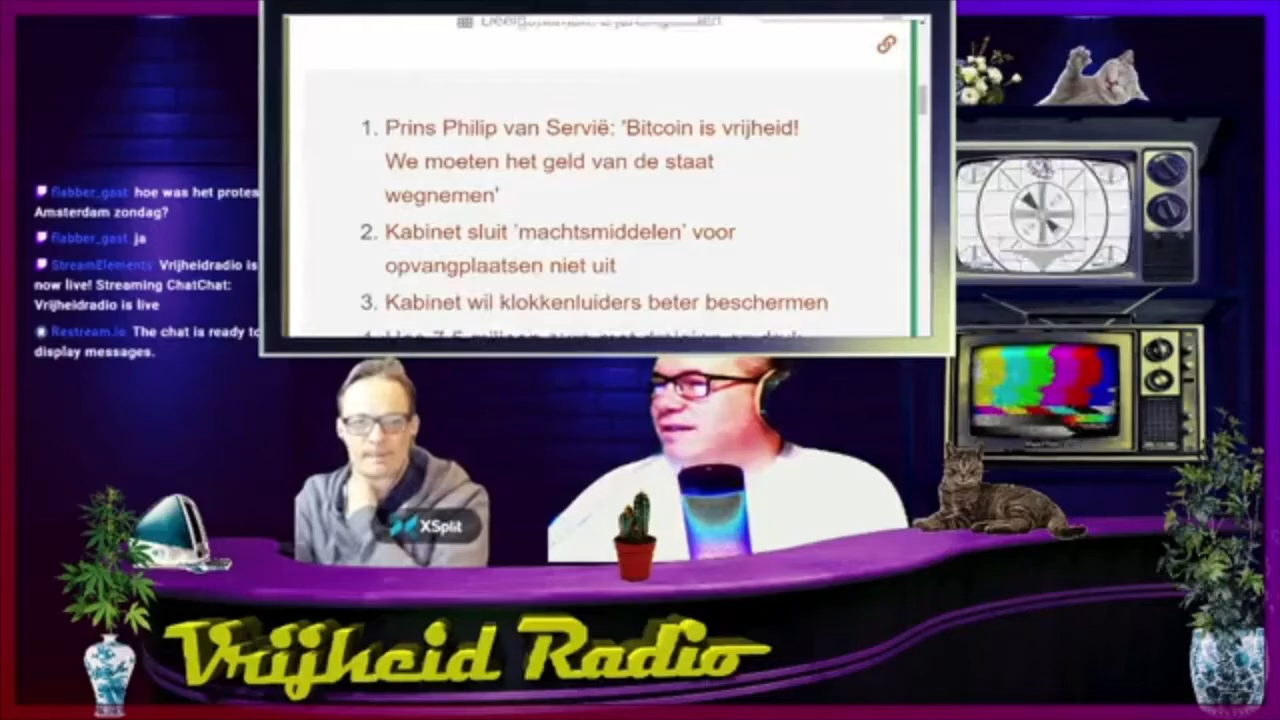 1. Prins Philip van Servië: 'Bitcoin is vrijheid!
We moeten het geld van de staat
wegnemen'
2. Kabinet sluit 'machtsmiddelen' voor
opvangplaatsen niet uit
3. Kabinet wil klokkenluiders beter beschermen
flabber_gast hoe was het protes
Amsterdam zondag?
flabber_gast ja
StreamElements Vrijheidradio is
now live! Streaming ChatChat:
Vrijheidradio is live
Restream.io The chat is ready to
display messages.
XSplit
Vrijheid Radio